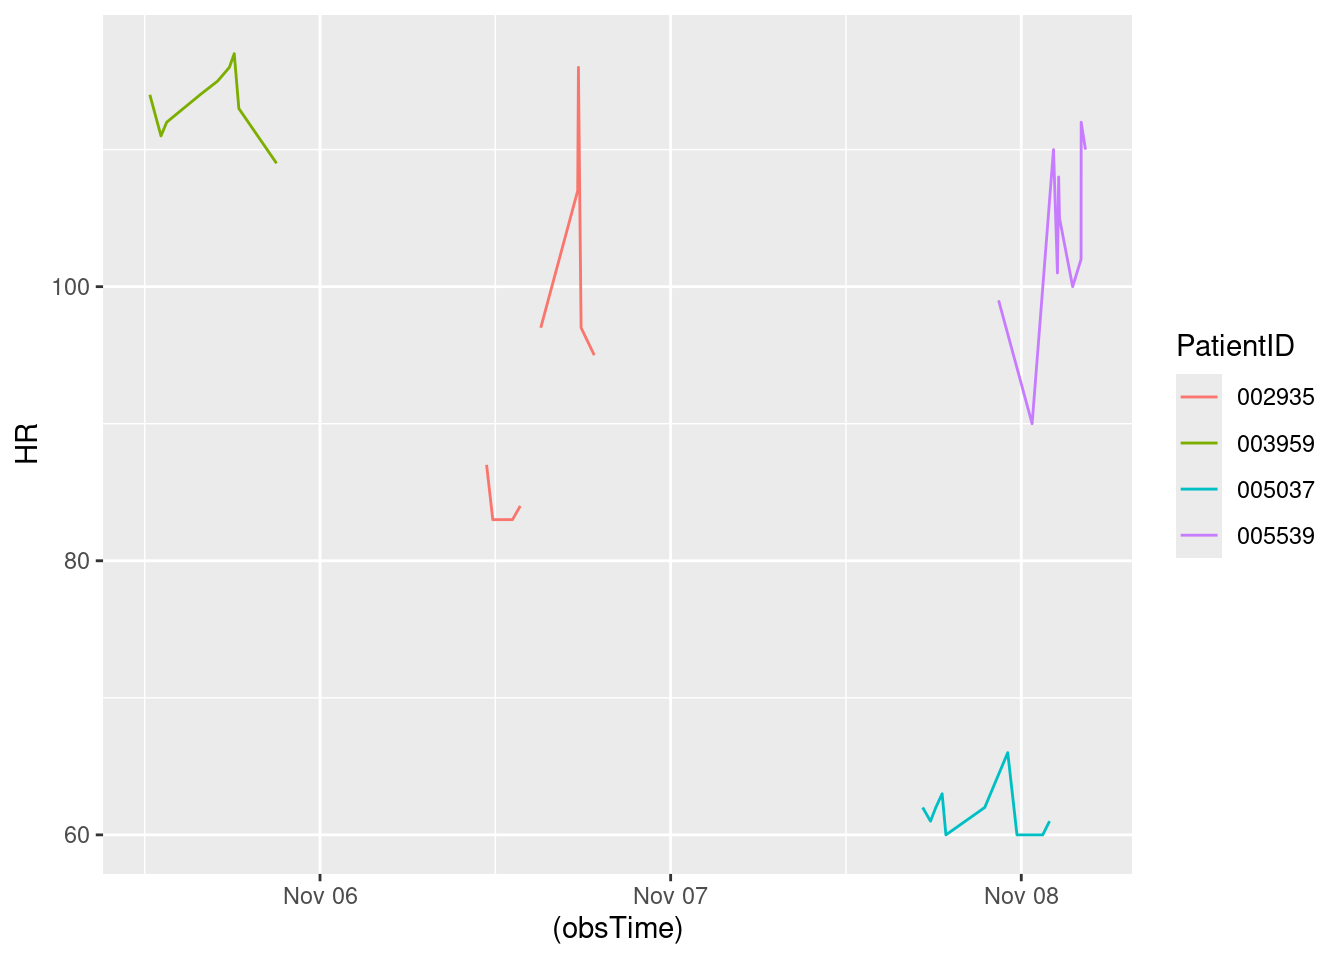 HR
100
80
60
Nov 06
Nov 07
Nov 08
(obsTime)
PatientID
002935
003959
005037
005539